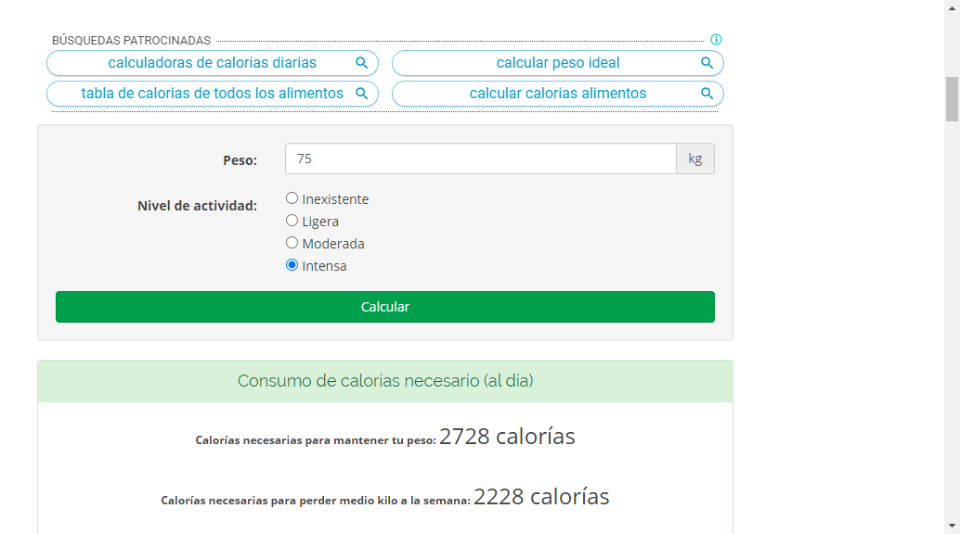 BÚSQUEDAS PATROCINADAS
calculadoras de calorias diarias
calcular peso ideal
tabla de calorias de todos los alimentos
calcular calorias alimentos
Peso: 75 kg
Nivel de actividad: Inexistente
Ligera
Moderada
Intensa
Calcular
Consumo de calorías necesario (al día)
Calorías necesarias para mantener tu peso: 2728 calorías
Calorías necesarias para perder medio kilo a la semana: 2228 calorías